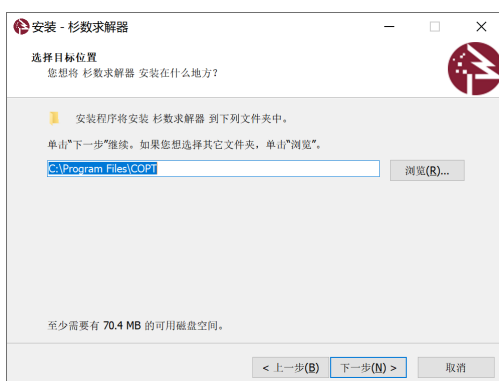 安装 - 杉数求解器
选择目标位置
您想将 杉数求解器 安装在什么地方?
安装程序将安装 杉数求解器 到下列文件夹中。
单击“下一步”继续。如果您想选择其它文件夹，单击“浏览”。
C:\Program Files\COPT
浏览(R)...
至少需要有 70.4 MB 的可用磁盘空间。
< 上一步(B) 下一步(N) > 取消